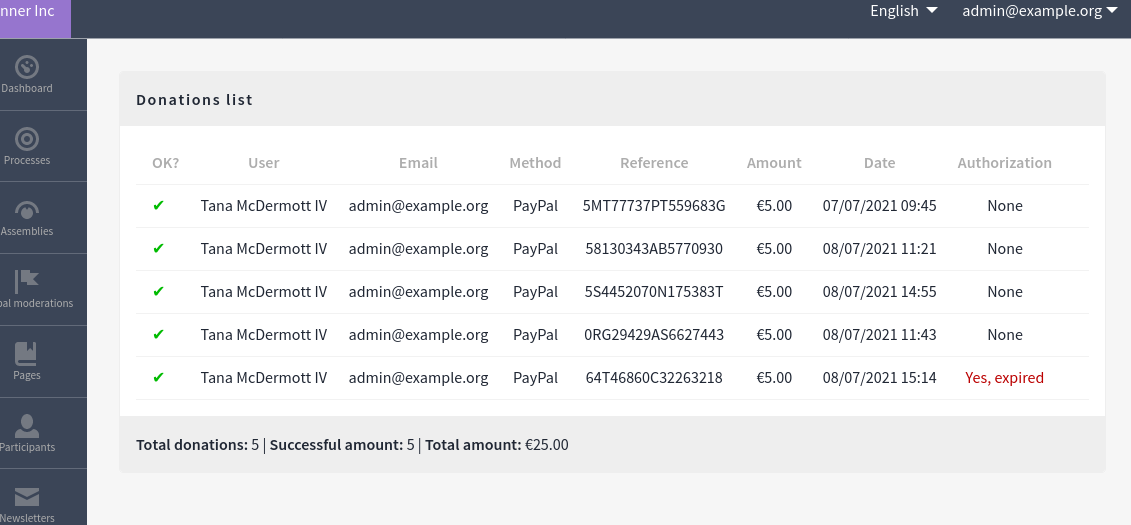 nner Inc English admin@example.org
Dashboard
Processes
Assemblies
bal moderations
Pages
Participants
Newsletters
Donations list
OK? User Email Method Reference Amount Date Authorization
✔ Tana McDermott IV admin@example.org PayPal 5MT77737PT559683G €5.00 07/07/2021 09:45 None
✔ Tana McDermott IV admin@example.org PayPal 58130343AB5770930 €5.00 08/07/2021 11:21 None
✔ Tana McDermott IV admin@example.org PayPal 5S4452070N175383T €5.00 08/07/2021 14:55 None
✔ Tana McDermott IV admin@example.org PayPal 0RG29429AS6627443 €5.00 08/07/2021 11:43 None
✔ Tana McDermott IV admin@example.org PayPal 64T46860C32263218 €5.00 08/07/2021 15:14 Yes, expired
Total donations: 5 | Successful amount: 5 | Total amount: €25.00